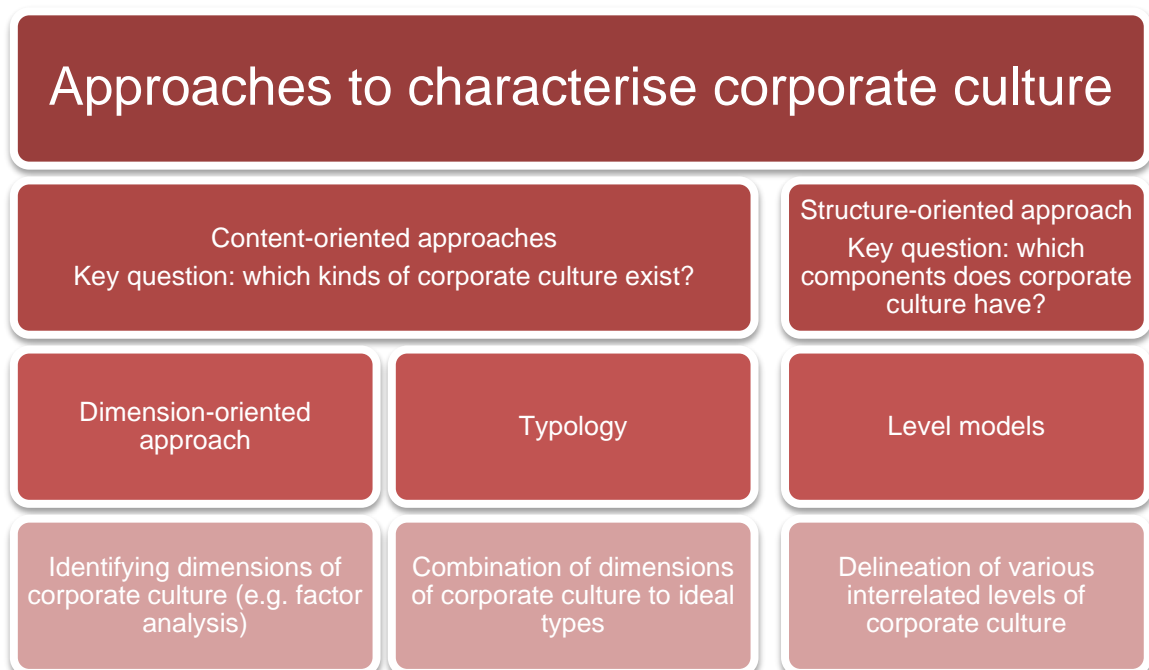 Approaches to characterise corporate culture
Content-oriented approaches
Key question: which kinds of corporate culture exist?
Structure-oriented approach
Key question: which
components does corporate
culture have?
Dimension-oriented
approach
Typology
Level models
Identifying dimensions of
corporate culture (e.g. factor
analysis)
Combination of dimensions
of corporate culture to ideal
types
Delineation of various
interrelated levels of
corporate culture